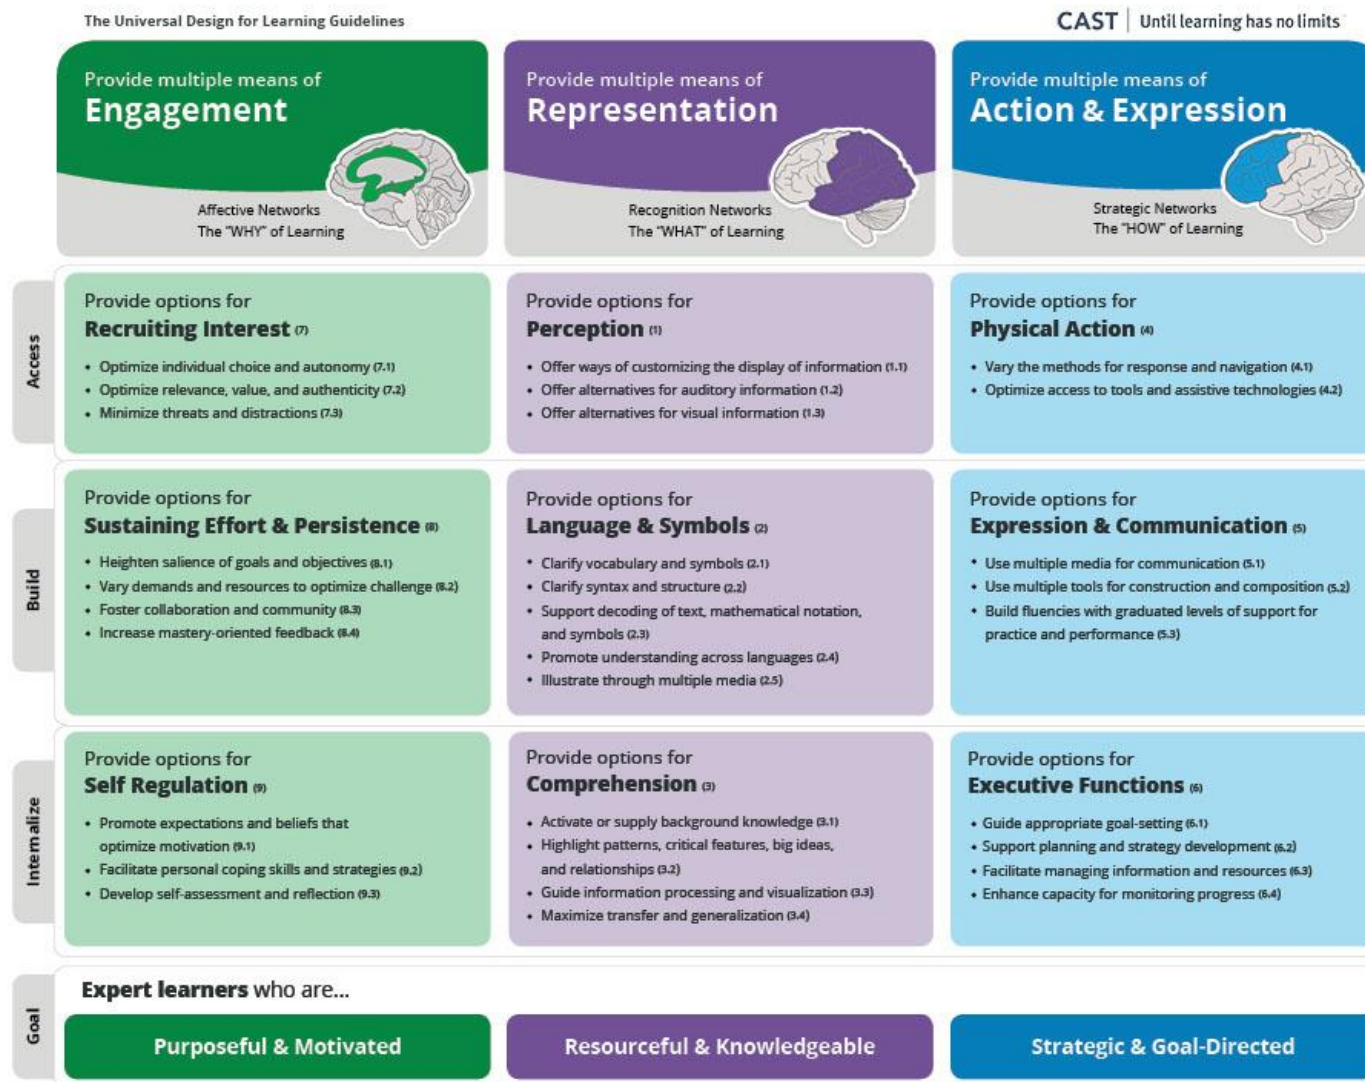 The Universal Design for Learning Guidelines
CAST | Until learning has no limits
Provide multiple means of
Engagement
Affective Networks
The "WHY" of Learning
Provide multiple means of
Representation
Recognition Networks
The "WHAT" of Learning
Provide multiple means of
Action & Expression
Strategic Networks
The "HOW" of Learning
Access
Provide options for
Recruiting Interest (7)
• Optimize individual choice and autonomy (7.1)
• Optimize relevance, value, and authenticity (7.2)
• Minimize threats and distractions (7.3)
Provide options for
Perception (1)
• Offer ways of customizing the display of information (1.1)
• Offer alternatives for auditory information (1.2)
• Offer alternatives for visual information (1.3)
Provide options for
Physical Action (4)
• Vary the methods for response and navigation (4.1)
• Optimize access to tools and assistive technologies (4.2)
Build
Provide options for
Sustaining Effort & Persistence (8)
• Heighten salience of goals and objectives (8.1)
• Vary demands and resources to optimize challenge (8.2)
• Foster collaboration and community (8.3)
• Increase mastery-oriented feedback (8.4)
Provide options for
Language & Symbols (2)
• Clarify vocabulary and symbols (2.1)
• Clarify syntax and structure (2.2)
• Support decoding of text, mathematical notation,
and symbols (2.3)
• Promote understanding across languages (2.4)
• Illustrate through multiple media (2.5)
Provide options for
Expression & Communication (5)
• Use multiple media for communication (5.1)
• Use multiple tools for construction and composition (5.2)
• Build fluencies with graduated levels of support for
practice and performance (5.3)
Internalize
Provide options for
Self Regulation (9)
• Promote expectations and beliefs that
optimize motivation (9.1)
• Facilitate personal coping skills and strategies (9.2)
• Develop self-assessment and reflection (9.3)
Provide options for
Comprehension (3)
• Activate or supply background knowledge (3.1)
• Highlight patterns, critical features, big ideas,
and relationships (3.2)
• Guide information processing and visualization (3.3)
• Maximize transfer and generalization (3.4)
Provide options for
Executive Functions (6)
• Guide appropriate goal-setting (6.1)
• Support planning and strategy development (6.2)
• Facilitate managing information and resources (6.3)
• Enhance capacity for monitoring progress (6.4)
Goal
Expert learners who are...
Purposeful & Motivated
Resourceful & Knowledgeable
Strategic & Goal-Directed